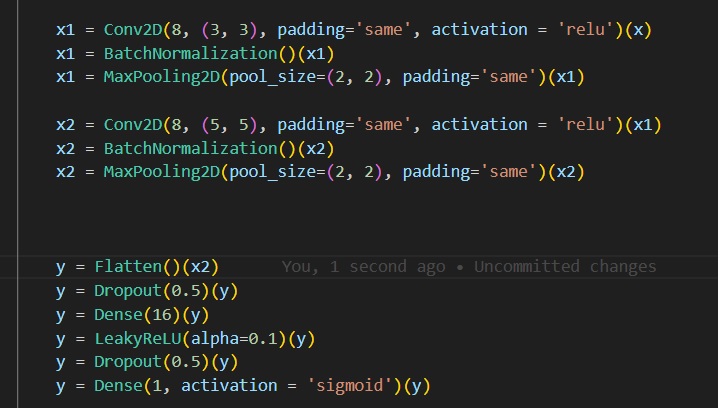 x1 = Conv2D(8, (3, 3), padding='same', activation = 'relu')(x)
x1 = BatchNormalization()(x1)
x1 = MaxPooling2D(pool_size=(2, 2), padding='same')(x1)
x2 = Conv2D(8, (5, 5), padding='same', activation = 'relu')(x1)
x2 = BatchNormalization()(x2)
x2 = MaxPooling2D(pool_size=(2, 2), padding='same')(x2)
y = Flatten()(x2) You, 1 second ago • Uncommitted changes
y = Dropout(0.5)(y)
y = Dense(16)(y)
y = LeakyReLU(alpha=0.1)(y)
y = Dropout(0.5)(y)
y = Dense(1, activation = 'sigmoid')(y)